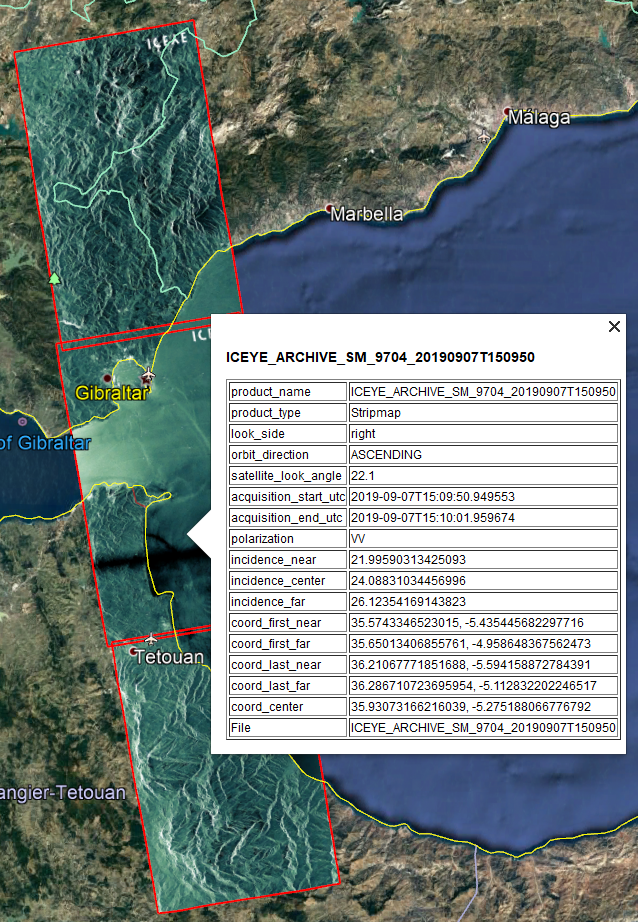 ICEYE
Málaga
Marbella
ICE
ICEYE_ARCHIVE_SM_9704_20190907T150950
product_name ICEYE_ARCHIVE_SM_9704_20190907T150950
product_type Stripmap
Gibraltar
look_side right
of Gibraltar
orbit_direction ASCENDING
satellite_look_angle 22.1
acquisition_start_utc 2019-09-07T15:09:50.949553
acquisition_end_utc 2019-09-07T15:10:01.959674
polarization VV
incidence_near 21.99590313425093
incidence_center 24.08831034456996
incidence_far 26.12354169143823
coord_first_near 35.5743346523015, -5.435445682297716
coord_first_far 35.65013406855761, -4.958648367562473
Tetouan
coord_last_near 36.21067771851688, -5.594158872784391
coord_last_far 36.286710723695954, -5.112832202246517
coord_center 35.93073166216039, -5.275188066776792
File ICEYE_ARCHIVE_SM_9704_20190907T150950
angier-Tetouan